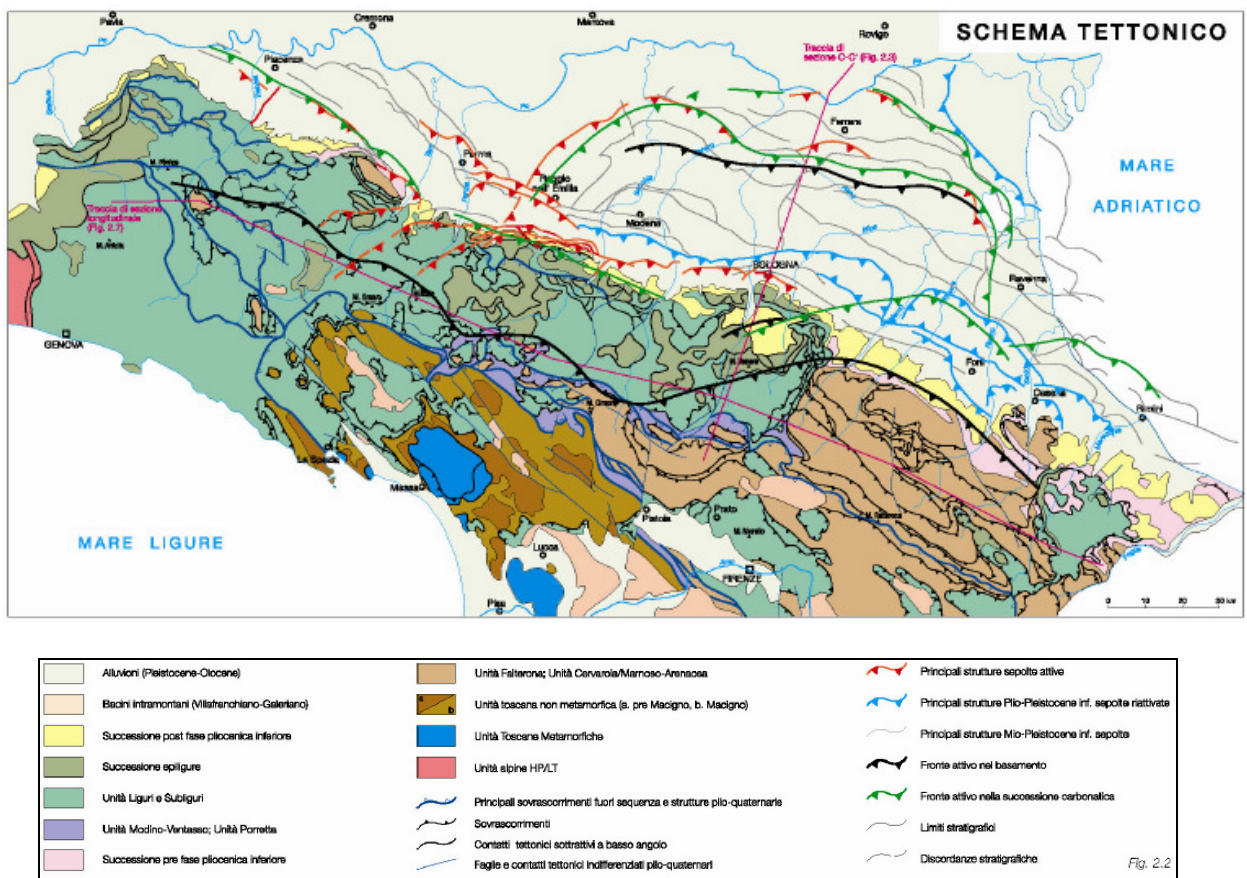 SCHEMA TETTONICO
Pavia
Cremona
Mantova
Rovigo
Piacenza
Traccia di
sezione C-C' (Fig. 2.3)
Po
Po
Po
Ferrara
Parma
Reggio
nell' Emilia
Modena
BOLOGNA
Ravenna
MARE
ADRIATICO
Traccia di sezione
longitudinale
(Fig. 2.7)
GENOVA
La Spezia
Massa
MARE LIGURE
Lucca
Pisa
Pistoia
Prato
FIRENZE
M. Falterona
Forlì
Cesena
Rimini
0 10 20 30 km
Alluvioni (Pleistocene-Olocene)
Bacini intramontani (Villafranchiano-Galeriano)
Successione post fase pliocenica inferiore
Successione epiligure
Unità Liguri e Subliguri
Unità Modino-Ventasso; Unità Porretta
Successione pre fase pliocenica inferiore
Unità Falterona; Unità Cervarola/Marnoso-Arenacea
a
b
Unità toscana non metamorfica (a. pre Macigno, b. Macigno)
Unità Toscane Metamorfiche
Unità alpine HP/LT
Principali sovrascorrimenti fuori sequenza e strutture plio-quaternarie
Sovrascorrimenti
Contatti tettonici sottrattivi a basso angolo
Faglie e contatti tettonici indifferenziati plio-quaternari
Principali strutture sepolte attive
Principali strutture Plio-Pleistocene inf. sepolte riattivate
Principali strutture Mio-Pleistocene inf. sepolte
Fronte attivo nel basamento
Fronte attivo nella successione carbonatica
Limiti stratigrafici
Discordanze stratigrafiche
Fig. 2.2